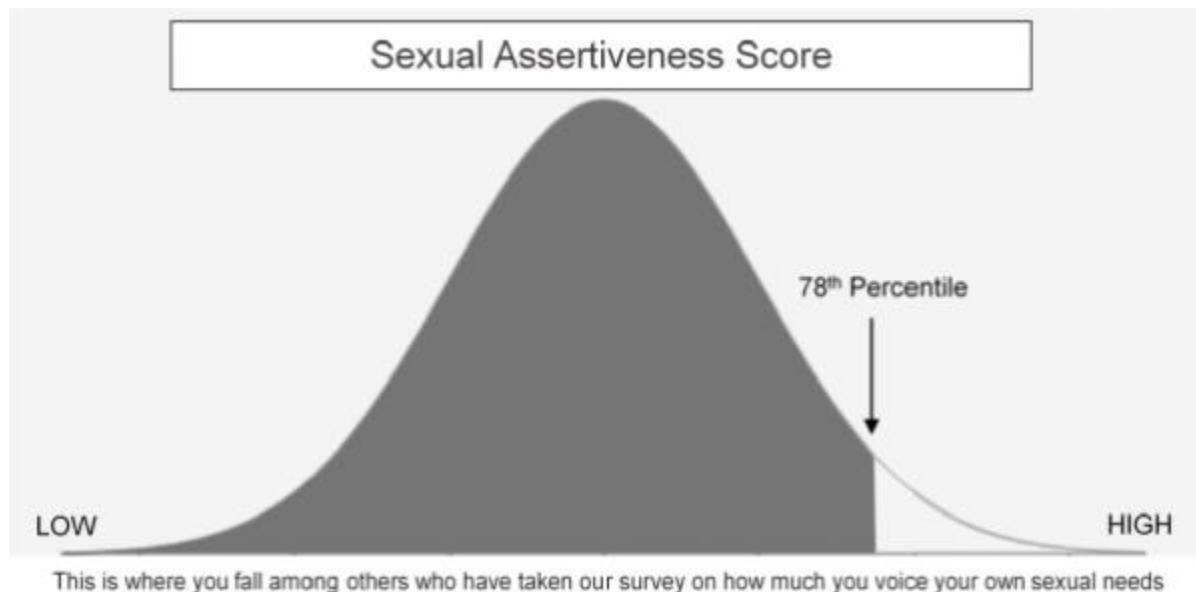 Sexual Assertiveness Score
78th Percentile
LOW
HIGH
This is where you fall among others who have taken our survey on how much you voice your own sexual needs